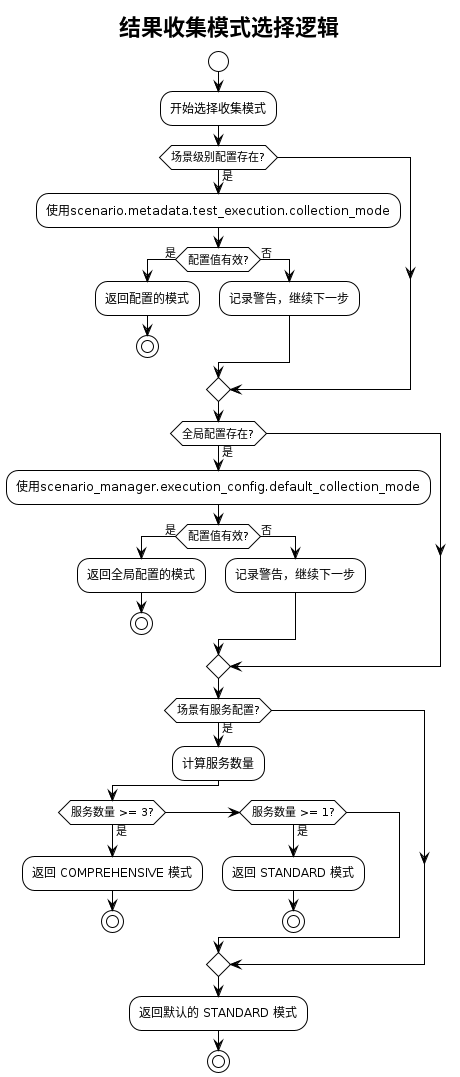 结果收集模式选择逻辑
开始选择收集模式
场景级别配置存在?
是
使用scenario.metadata.test_execution.collection_mode
是
配置值有效?
否
返回配置的模式
记录警告，继续下一步
全局配置存在?
是
使用scenario_manager.execution_config.default_collection_mode
是
配置值有效?
否
返回全局配置的模式
记录警告，继续下一步
场景有服务配置?
是
计算服务数量
服务数量 >= 3?
服务数量 >= 1?
是
是
返回 COMPREHENSIVE 模式
返回 STANDARD 模式
返回默认的 STANDARD 模式